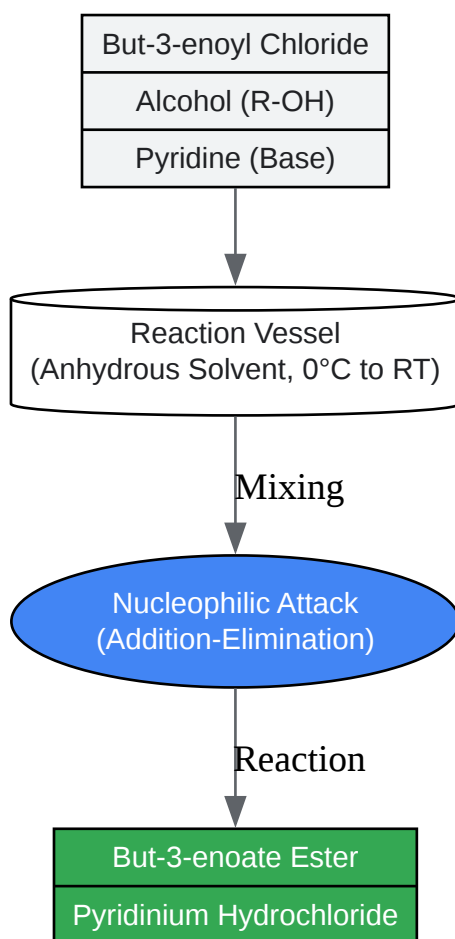 But-3-enoyl Chloride
Alcohol (R-OH)
Pyridine (Base)
Reaction Vessel
(Anhydrous Solvent, 0°C to RT)
Mixing
Nucleophilic Attack
(Addition-Elimination)
Reaction
But-3-enoate Ester
Pyridinium Hydrochloride